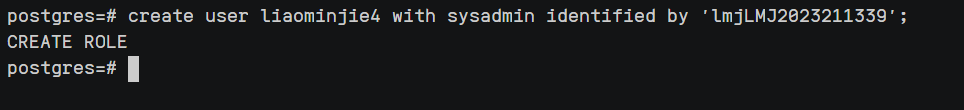 postgres=# create user liaominjie4 with sysadmin identified by 'lmjLMJ2023211339';
CREATE ROLE
postgres=#